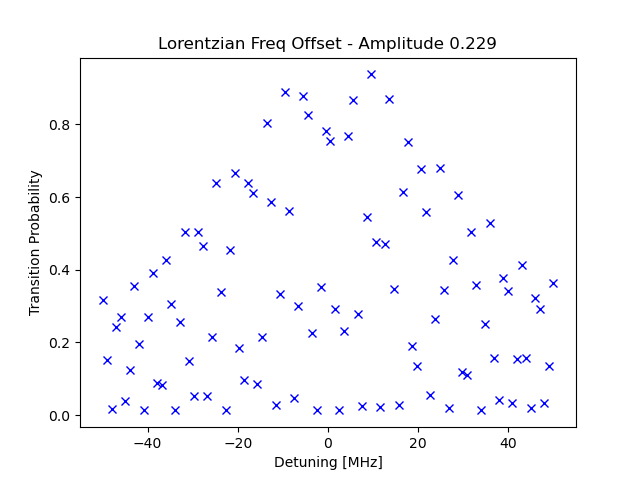 Lorentzian Freq Offset - Amplitude 0.229
Transition Probability
0.8
0.6
0.4
0.2
0.0
−40 −20 0 20 40
Detuning [MHz]